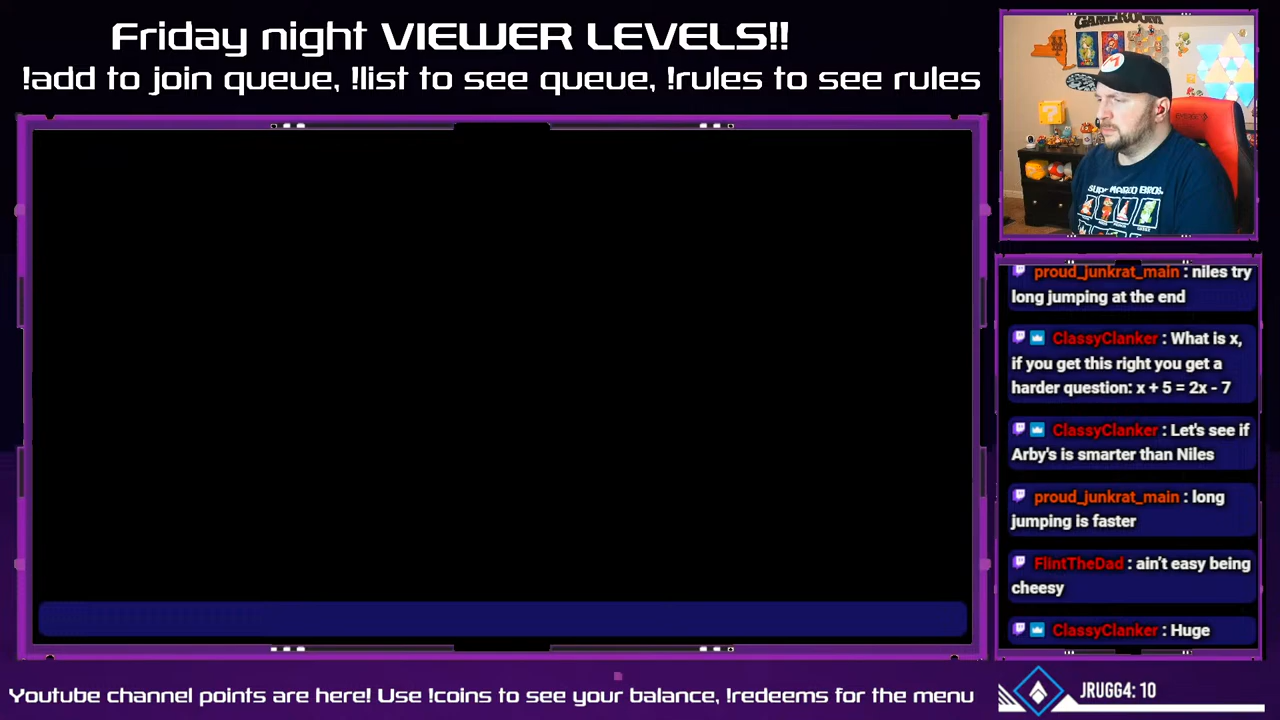 Friday night VIEWER LEVELS!!
!add to join queue, !list to see queue, !rules to see rules
GAMEROOM
SUPER MARIO BROS.
proud_junkrat_main : niles try
long jumping at the end
ClassyClanker : What is x,
if you get this right you get a
harder question: x + 5 = 2x - 7
ClassyClanker : Let's see if
Arby's is smarter than Niles
proud_junkrat_main : long
jumping is faster
FlintTheDad : ain't easy being
cheesy
ClassyClanker : Huge
Youtube channel points are here! Use !coins to see your balance, !redeems for the menu
JRUGG4: 10